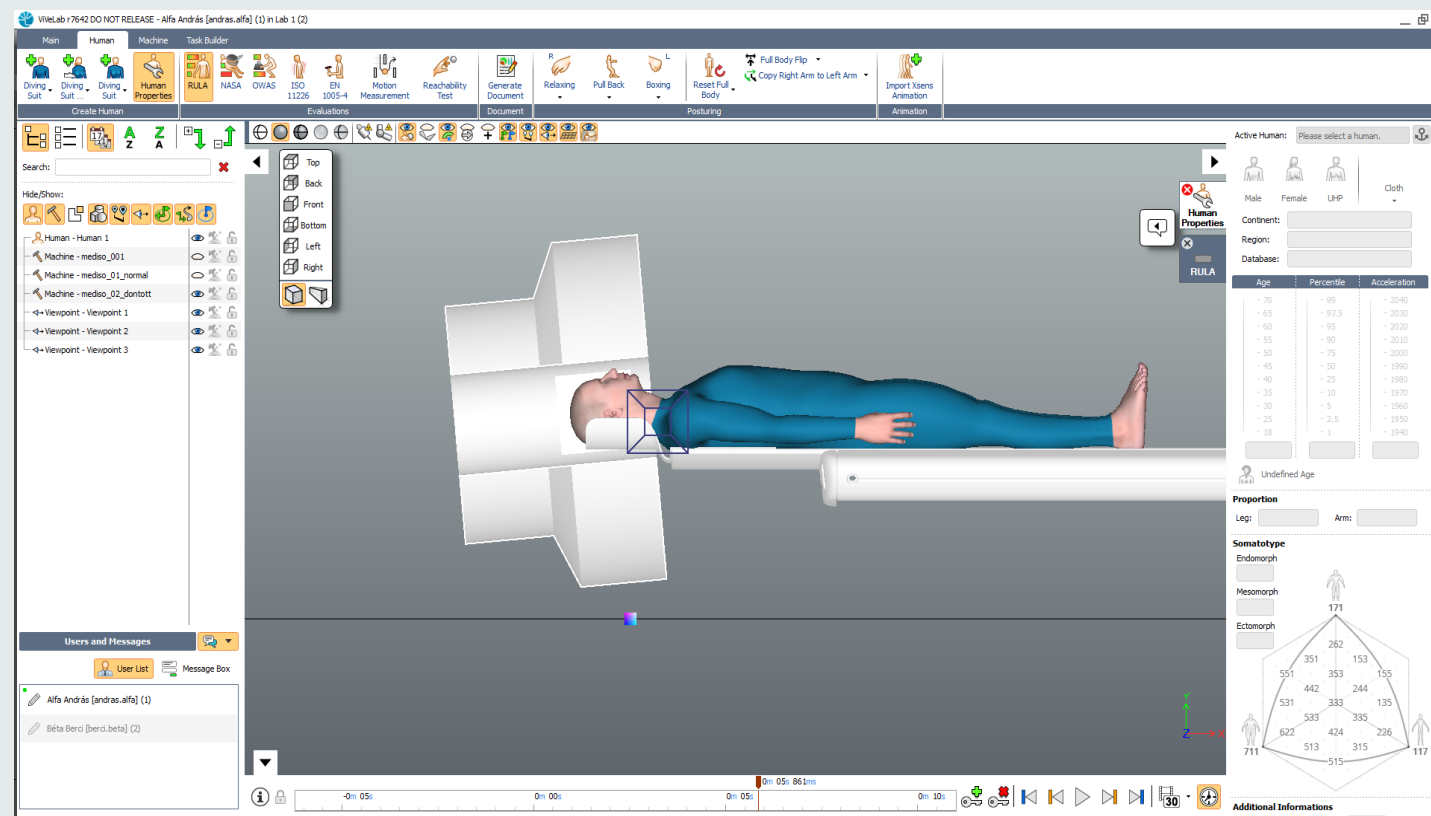 ViVeLab r7642 DO NOT RELEASE - Alfa András [andras.alfa] (1) in Lab 1 (2)
Main Human Machine Task Builder
Diving Suit
Diving Suit ...
Diving Suit
Human Properties
RULA
NASA
OWAS
ISO 11226
EN 1005-4
Motion Measurement
Reachability Test
Generate Document
R
Relaxing
Pull Back
L
Boxing
Reset Full Body
Full Body Flip
Copy Right Arm to Left Arm
Import Xsens Animation
Create Human Evaluations Document Posturing Animation
17
A Z
Z A
Search:
Hide/Show:
Human - Human 1
Machine - mediso_001
Machine - mediso_01_normal
Machine - mediso_02_dontott
Viewpoint - Viewpoint 1
Viewpoint - Viewpoint 2
Viewpoint - Viewpoint 3
Users and Messages
User List Message Box
Alfa András [andras.alfa] (1)
Béta Berci [berci.beta] (2)
Top
Back
Front
Bottom
Left
Right
Human Properties
RULA
Y
Z
-0m 05s 0m 00s 0m 05s 0m 10s
0m 05s 861ms
30
Active Human: Please select a human.
Male Female UHP Cloth
Continent:
Region:
Database:
Age Percentile Acceleration
- 70 - 99 - 2040
- 65 - 97.5 - 2030
- 60 - 95 - 2020
- 55 - 90 - 2010
- 50 - 75 - 2000
- 45 - 50 - 1990
- 40 - 25 - 1980
- 35 - 10 - 1970
- 30 - 5 - 1960
- 25 - 2.5 - 1950
- 18 - 1 - 1940
Undefined Age
Proportion
Leg: Arm:
Somatotype
Endomorph
Mesomorph
Ectomorph
171
262
351 153
551 353 155
442 244
531 333 135
533 335
622 424 226
711 513 315 117
515
Additional Informations